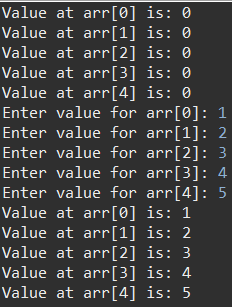 Value at arr[0] is: 0
Value at arr[1] is: 0
Value at arr[2] is: 0
Value at arr[3] is: 0
Value at arr[4] is: 0
Enter value for arr[0]: 1
Enter value for arr[1]: 2
Enter value for arr[2]: 3
Enter value for arr[3]: 4
Enter value for arr[4]: 5
Value at arr[0] is: 1
Value at arr[1] is: 2
Value at arr[2] is: 3
Value at arr[3] is: 4
Value at arr[4] is: 5